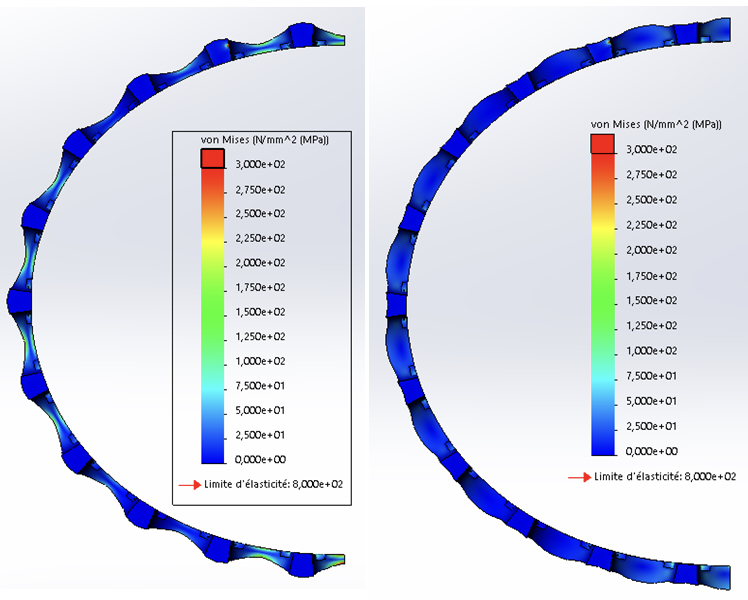 von Mises (N/mm^2 (MPa))
3,000e+02
2,750e+02
2,500e+02
2,250e+02
2,000e+02
1,750e+02
1,500e+02
1,250e+02
1,000e+02
7,500e+01
5,000e+01
2,500e+01
0,000e+00
Limite d'élasticité: 8,000e+02
von Mises (N/mm^2 (MPa))
3,000e+02
2,750e+02
2,500e+02
2,250e+02
2,000e+02
1,750e+02
1,500e+02
1,250e+02
1,000e+02
7,500e+01
5,000e+01
2,500e+01
0,000e+00
Limite d'élasticité: 8,000e+02